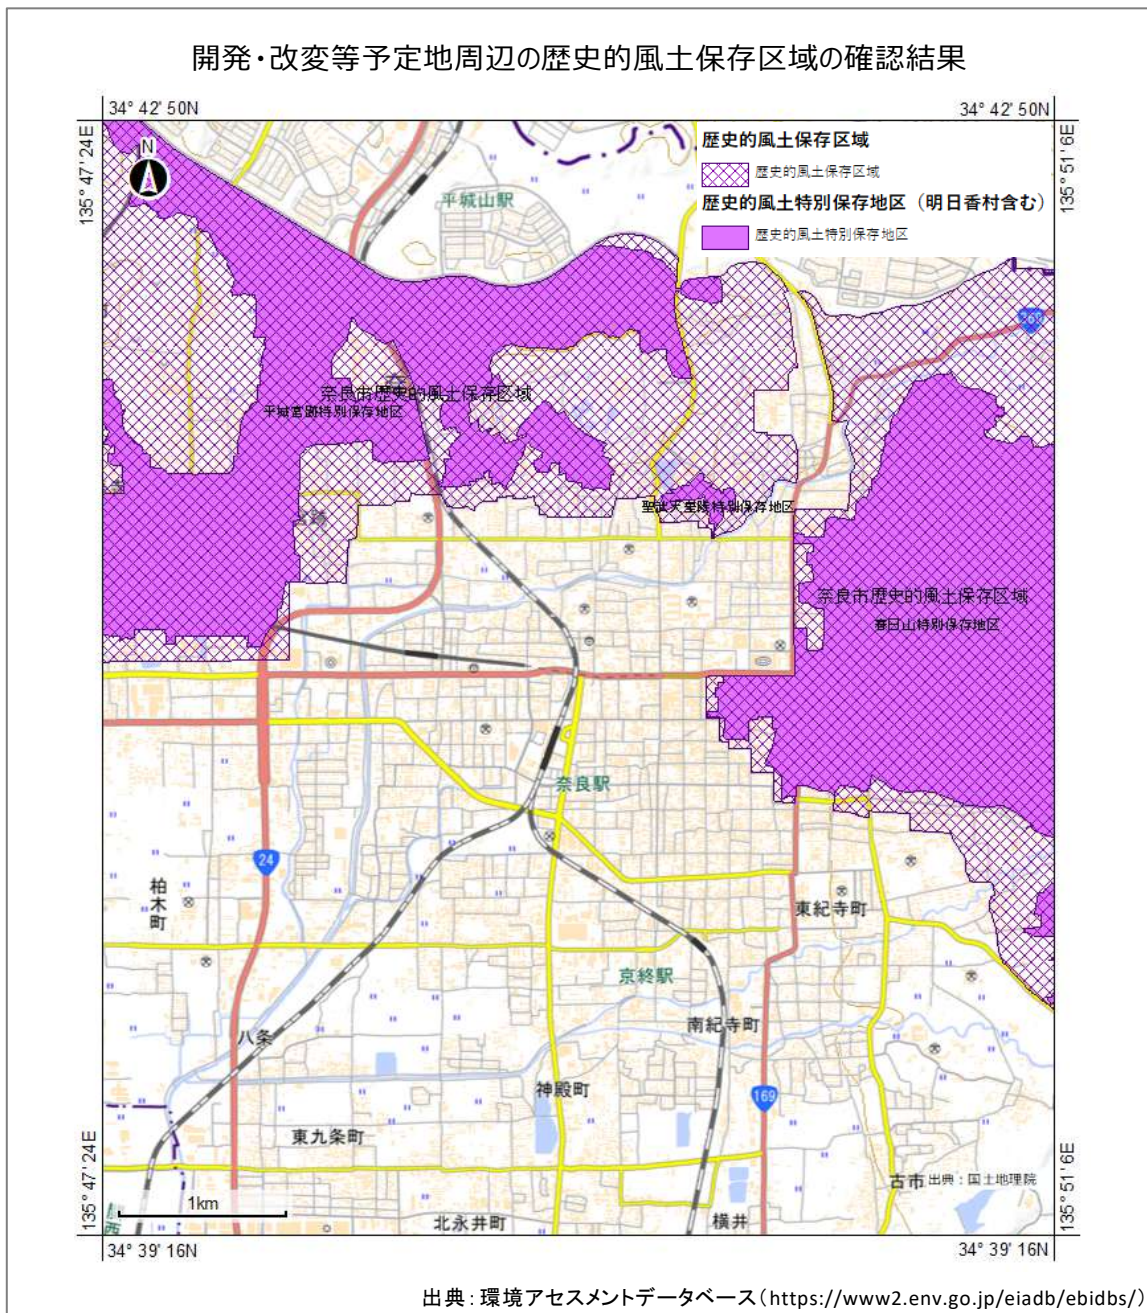 開発・改変等予定地周辺の歴史的風土保存区域の確認結果
34° 42' 50N
34° 42' 50N
135° 47' 24E
135° 51' 6E
N
歴史的風土保存区域
歴史的風土保存区域
歴史的風土特別保存地区（明日香村含む）
歴史的風土特別保存地区
平城山駅
369
奈良市歴史的風土保存区域
平城宮跡特別保存地区
聖武天皇陵特別保存地区
奈良市歴史的風土保存区域
春日山特別保存地区
奈良駅
24
柏木町
東紀寺町
京終駅
南紀寺町
八条
神殿町
169
東九条町
古市
出典：国土地理院
1km
北永井町
横井
135° 47' 24E
135° 51' 6E
34° 39' 16N
34° 39' 16N
出典：環境アセスメントデータベース（https://www2.env.go.jp/eiadb/ebidbs/）